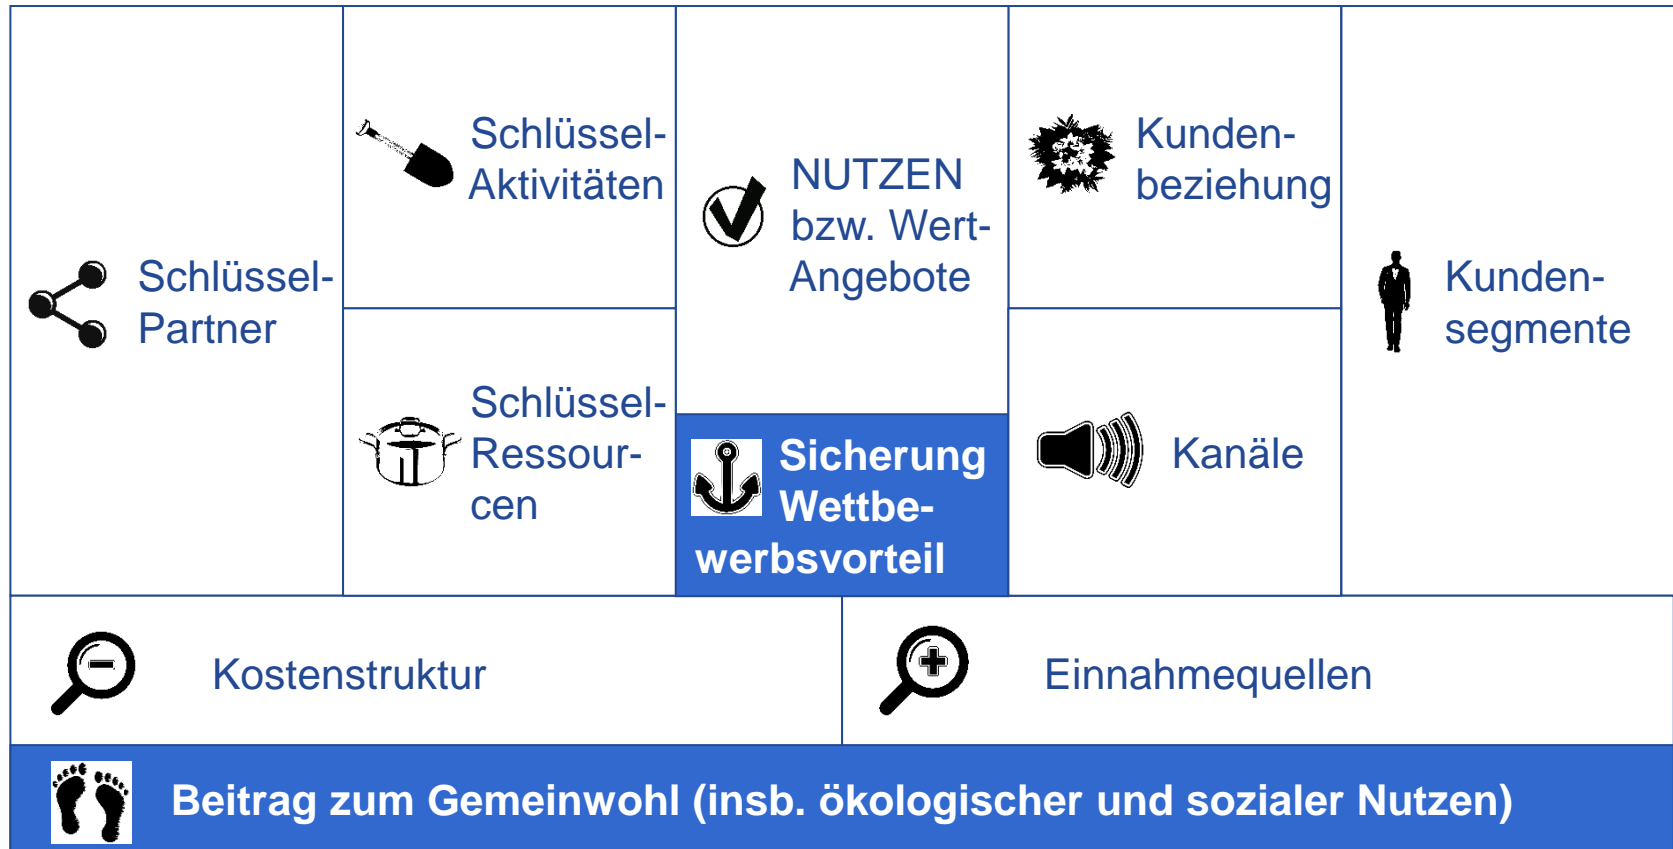 Schlüssel-
Partner
Schlüssel-
Aktivitäten
Schlüssel-
Ressour-
cen
NUTZEN
bzw. Wert-
Angebote
Sicherung
Wettbe-
werbsvorteil
Kunden-
beziehung
Kanäle
Kunden-
segmente
Kostenstruktur
Einnahmequellen
Beitrag zum Gemeinwohl (insb. ökologischer und sozialer Nutzen)